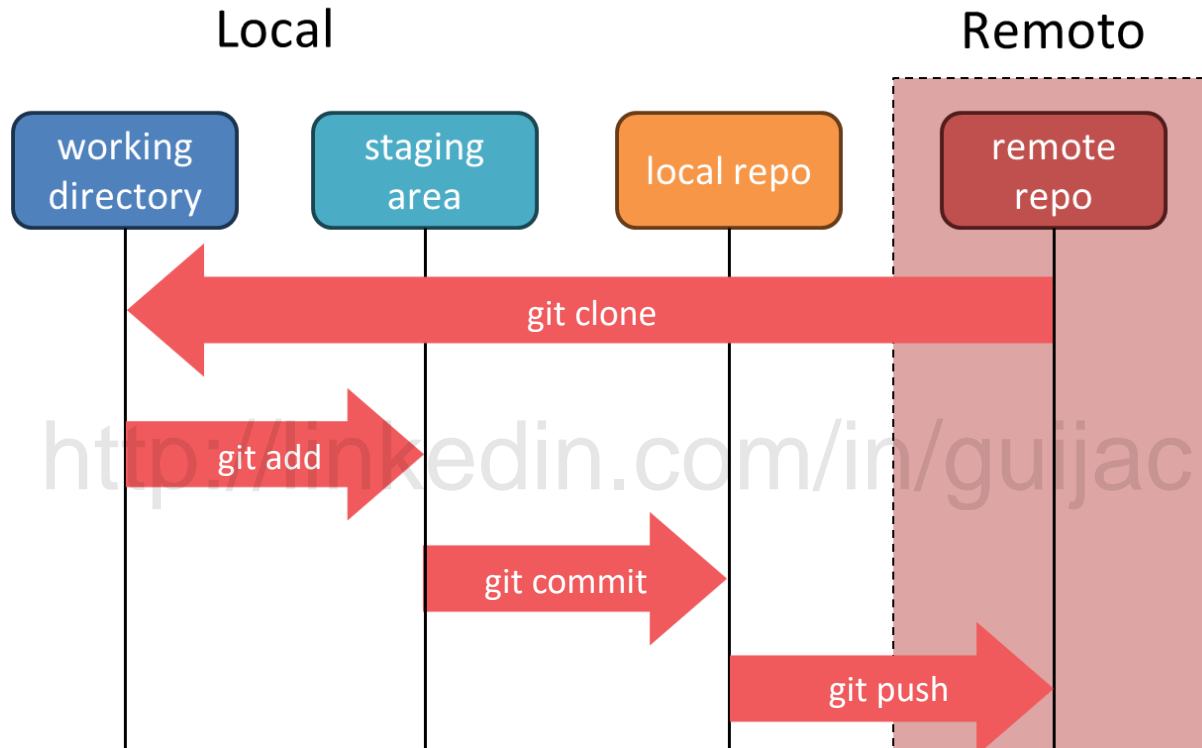 Local
Remoto
working
directory
staging
area
local repo
remote
repo
git clone
git add
http://linkedin.com/in/guijac
git commit
git push